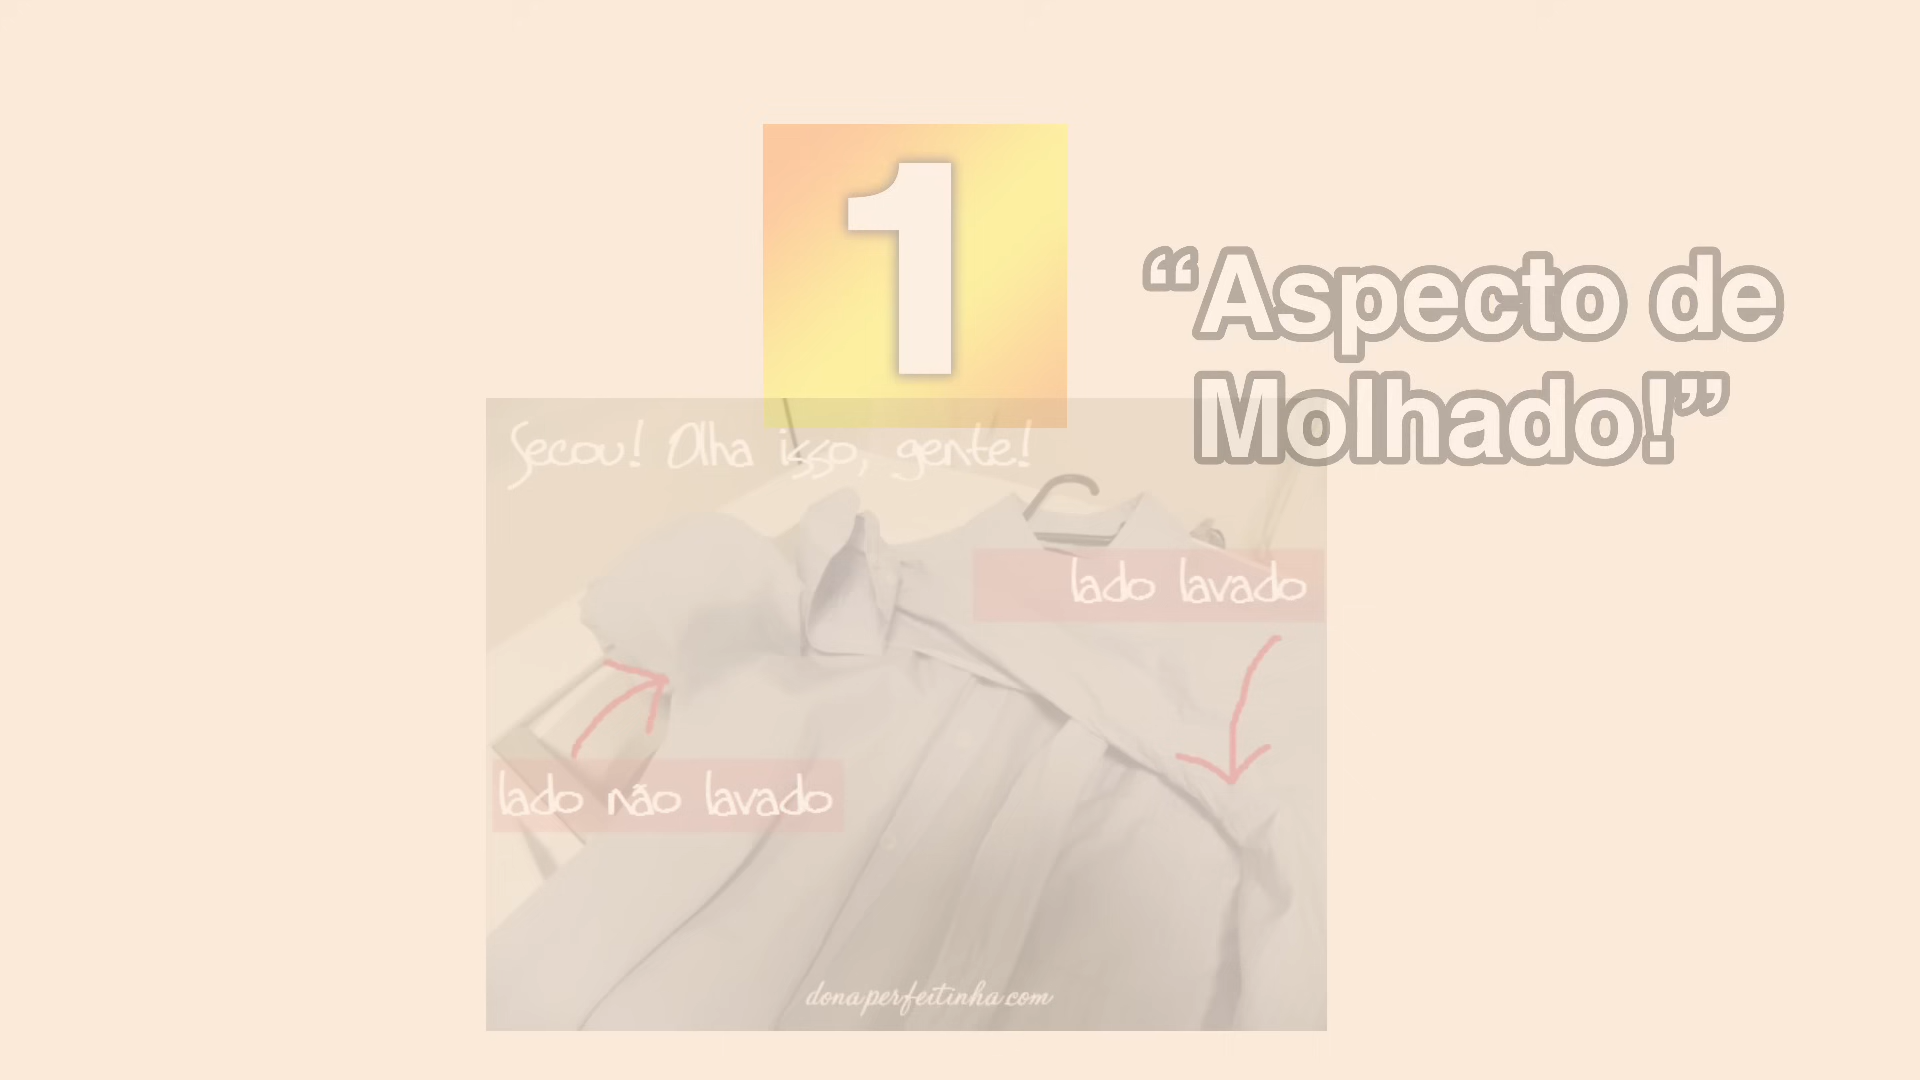 1
“Aspecto de
Molhado!”
Secou! Olha isso, gente!
lado lavado
lado não lavado
donaperfeitinha.com